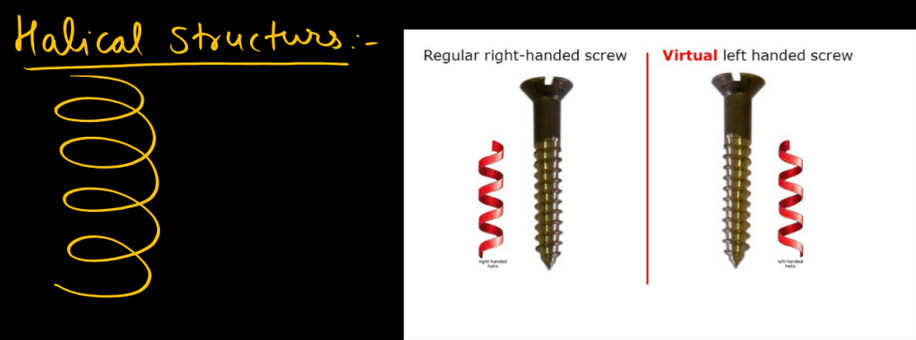 Halical structurs:-
Regular right-handed screw
Virtual left handed screw
right-handed
helix
left-handed
helix